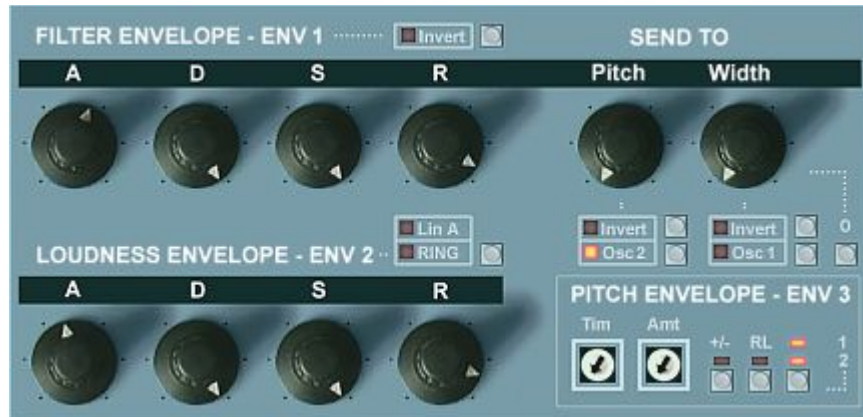 FILTER ENVELOPE - ENV 1
Invert
SEND TO
A D S R
Pitch Width
Lin A
RING
Invert
Osc 2
Invert
Osc 1
0
LOUDNESS ENVELOPE - ENV 2
A D S R
PITCH ENVELOPE - ENV 3
Tim Amt
+/- RL 1
2